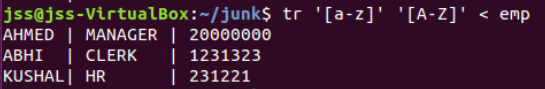 jss@jss-VirtualBox:~/junk$ tr '[a-z]' '[A-Z]' < emp
AHMED | MANAGER | 20000000
ABHI  | CLERK   | 1231323
KUSHAL| HR      | 231221